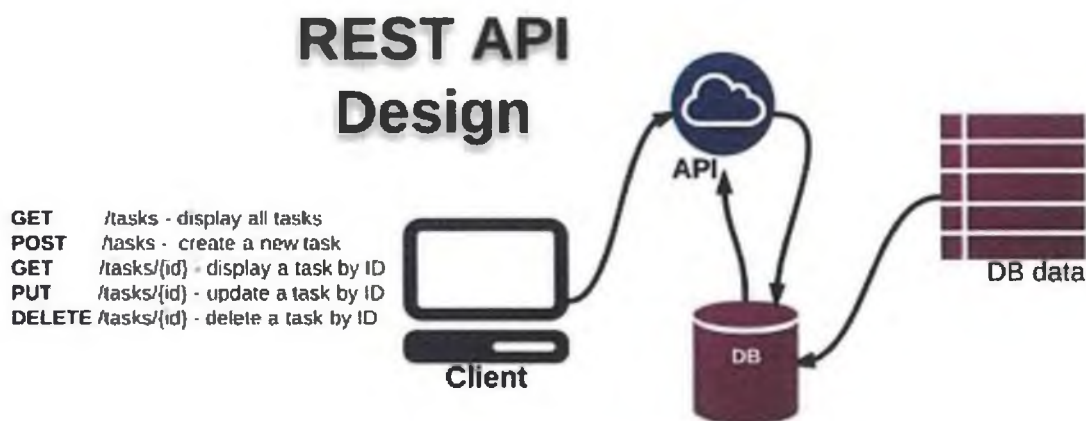 REST API
Design
GET /tasks - display all tasks
POST /tasks - create a new task
GET /tasks/{id} - display a task by ID
PUT /tasks/{id} - update a task by ID
DELETE /tasks/{id} - delete a task by ID
Client
API
DB
DB data